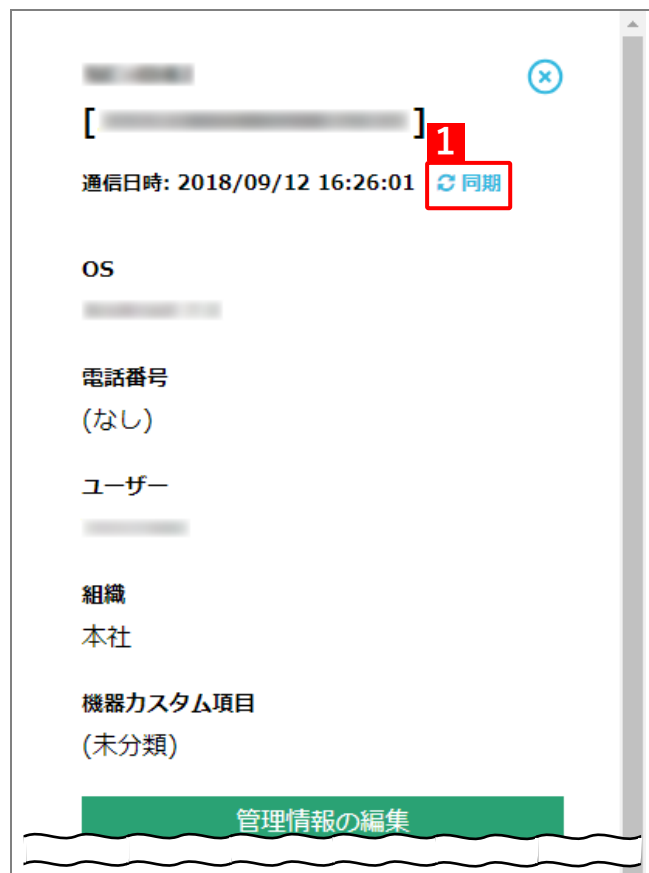 [ ]
1
通信日時: 2018/09/12 16:26:01 同期
OS
電話番号
(なし)
ユーザー
組織
本社
機器カスタム項目
(未分類)
管理情報の編集